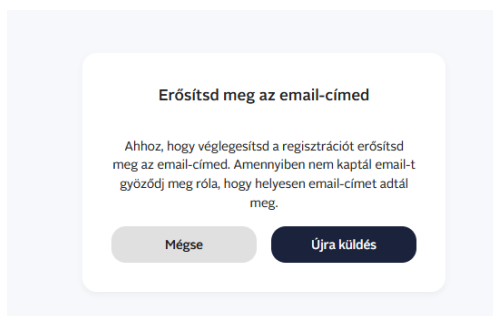 Erősítsd meg az email-címed
Ahhoz, hogy véglegesítsd a regisztrációt erősítsd
meg az email-címed. Amennyiben nem kaptál email-t
győződj meg róla, hogy helyesen email-címet adtál
meg.
Mégse
Újra küldés